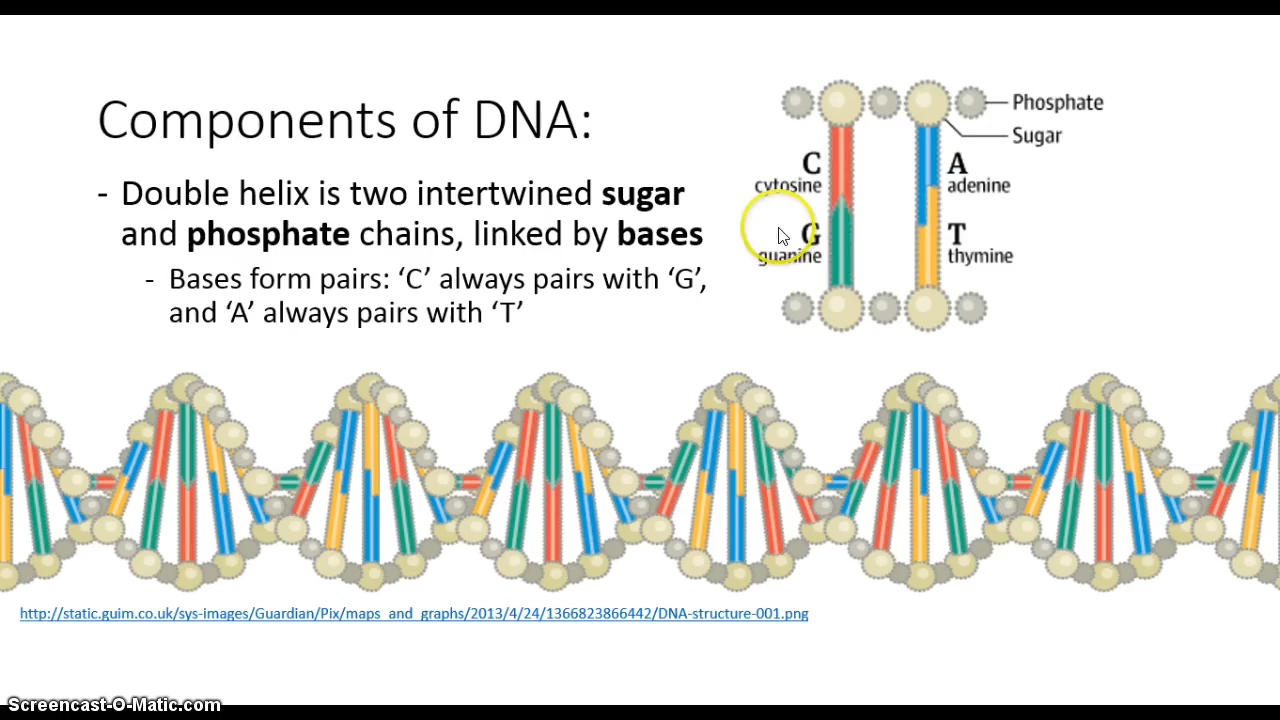 Components of DNA:
- Double helix is two intertwined sugar
and phosphate chains, linked by bases
- Bases form pairs: ‘C’ always pairs with ‘G’,
and ‘A’ always pairs with ‘T’
Phosphate
Sugar
C
cytosine
A
adenine
G
guanine
T
thymine
http://static.guim.co.uk/sys-images/Guardian/Pix/maps_and_graphs/2013/4/24/1366823866442/DNA-structure-001.png
Screencast-O-Matic.com